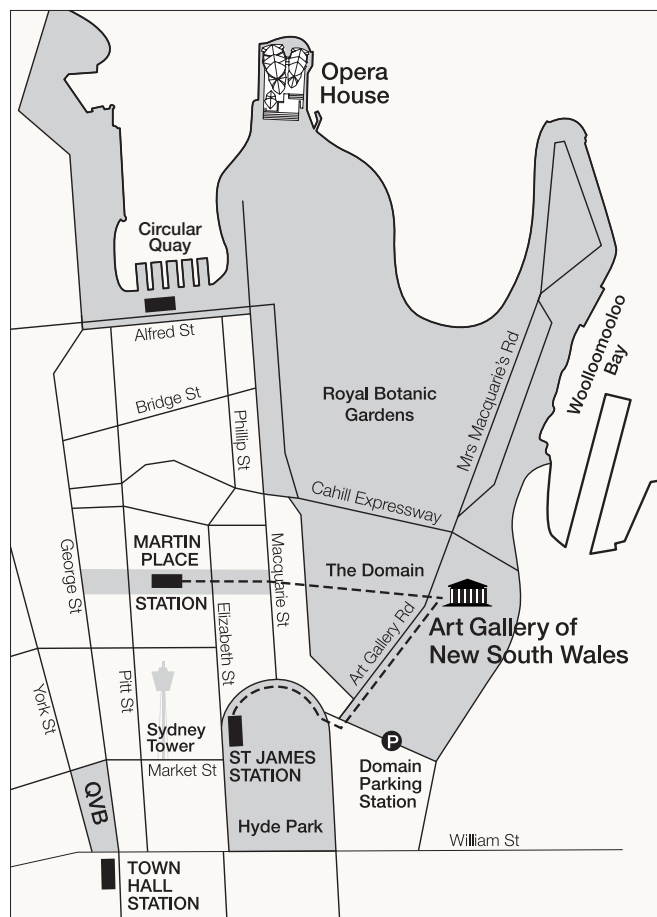 Opera
House
Circular
Quay
Alfred St
Bridge St
Phillip St
Royal Botanic
Gardens
Mrs Macquarie's Rd
Woolloomooloo
Bay
Cahill Expressway
George St
MARTIN
PLACE
STATION
Elizabeth St
Macquarie St
The Domain
Art Gallery Rd
Art Gallery of
New South Wales
York St
Pitt St
Sydney
Tower
Market St
ST JAMES
STATION
P
Domain
Parking
Station
QVB
Hyde Park
William St
TOWN
HALL
STATION